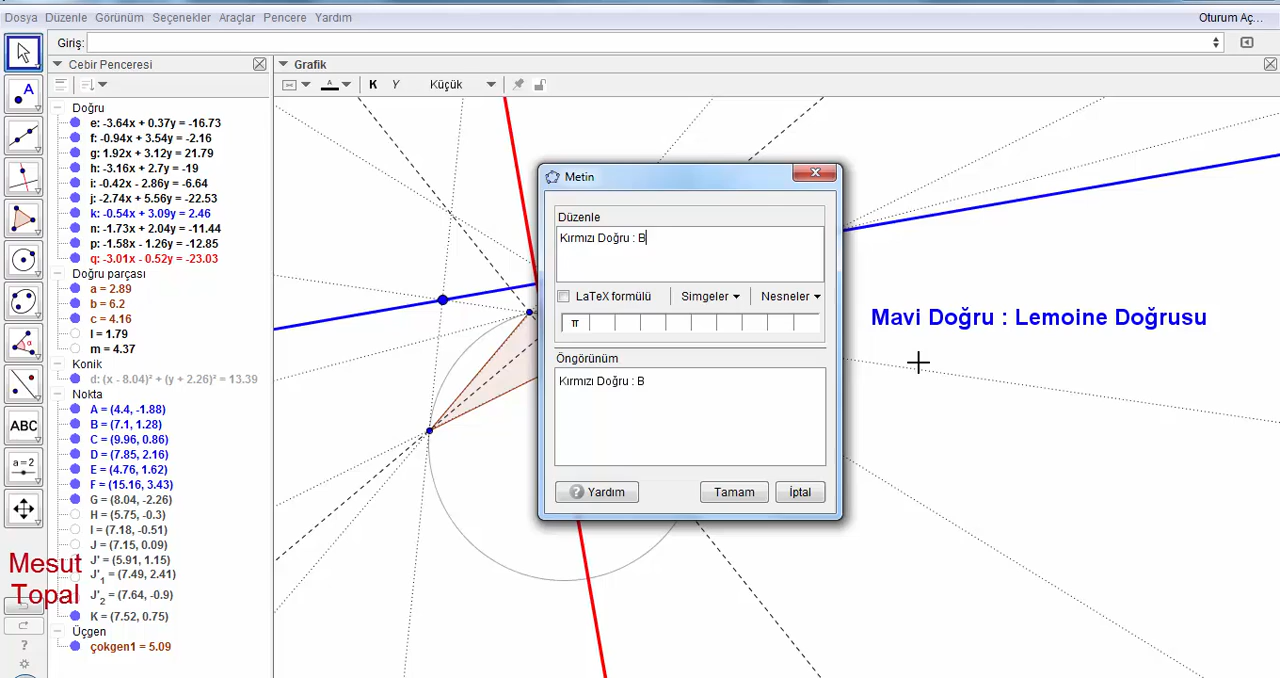 Dosya Düzenle Görünüm Seçenekler Araçlar Pencere Yardım
Oturum Aç...
Giriş:
Cebir Penceresi
Grafik
K Y Küçük
Doğru
e: -3.64x + 0.37y = -16.73
f: -0.94x + 3.54y = -2.16
g: 1.92x + 3.12y = 21.79
h: -3.16x + 2.7y = -19
i: -0.42x - 2.86y = -6.64
j: -2.74x + 5.56y = -22.53
k: -0.54x + 3.09y = 2.46
n: -1.73x + 2.04y = -11.44
p: -1.58x - 1.26y = -12.85
q: -3.01x - 0.52y = -23.03
Doğru parçası
a = 2.89
b = 6.2
c = 4.16
l = 1.79
m = 4.37
Konik
d: (x - 8.04)² + (y + 2.26)² = 13.39
Nokta
A = (4.4, -1.88)
B = (7.1, 1.28)
C = (9.96, 0.86)
D = (7.85, 2.16)
E = (4.76, 1.62)
F = (15.16, 3.43)
G = (8.04, -2.26)
H = (5.75, -0.3)
I = (7.18, -0.51)
J = (7.15, 0.09)
J' = (5.91, 1.15)
J'₁ = (7.49, 2.41)
J'₂ = (7.64, -0.9)
K = (7.52, 0.75)
Üçgen
çokgen1 = 5.09
A
α
ABC
a=2
Mesut
Topal
Metin
Düzenle
Kırmızı Doğru : B
LaTeX formülü Simgeler Nesneler
π
Öngörünüm
Kırmızı Doğru : B
Yardım Tamam İptal
Mavi Doğru : Lemoine Doğrusu